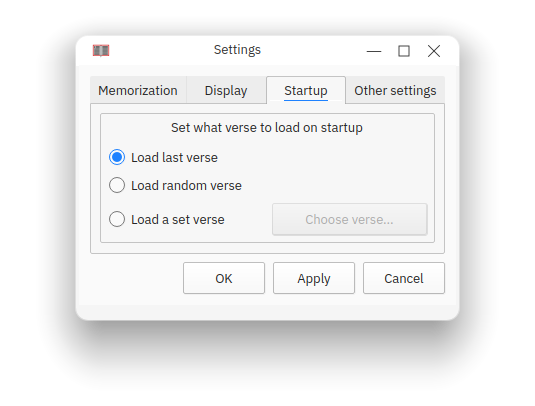 Settings
Memorization Display Startup Other settings
Set what verse to load on startup
Load last verse
Load random verse
Load a set verse Choose verse...
OK Apply Cancel